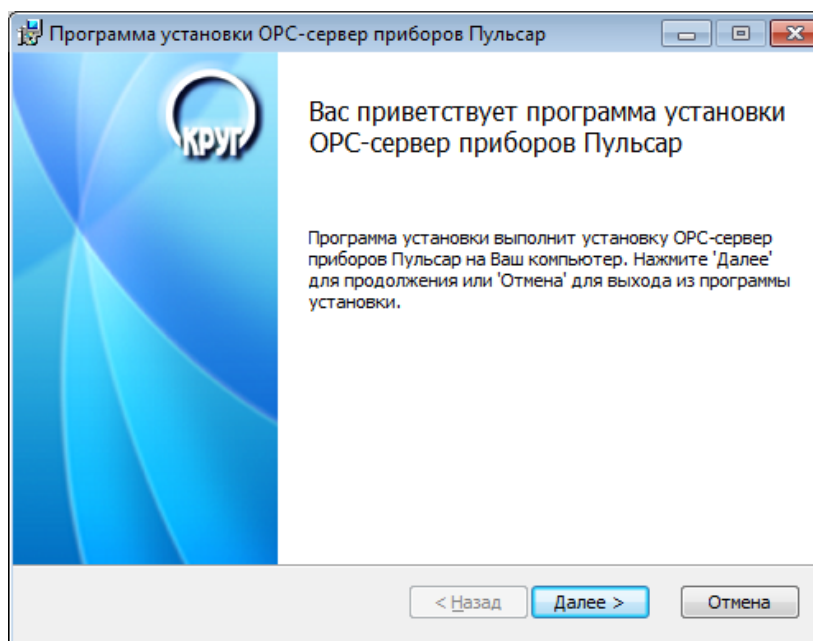 Программа установки OPC-сервер приборов Пульсар
КРУГ
Вас приветствует программа установки
OPC-сервер приборов Пульсар
Программа установки выполнит установку OPC-сервер
приборов Пульсар на Ваш компьютер. Нажмите 'Далее'
для продолжения или 'Отмена' для выхода из программы
установки.
< Назад
Далее >
Отмена